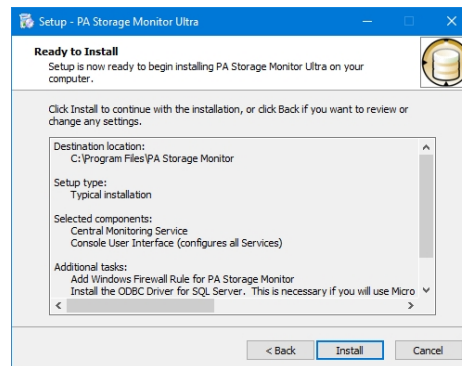 Setup - PA Storage Monitor Ultra
Ready to Install
Setup is now ready to begin installing PA Storage Monitor Ultra on your
computer.
Click Install to continue with the installation, or click Back if you want to review or
change any settings.
Destination location:
C:\Program Files\PA Storage Monitor
Setup type:
Typical installation
Selected components:
Central Monitoring Service
Console User Interface (configures all Services)
Additional tasks:
Add Windows Firewall Rule for PA Storage Monitor
Install the ODBC Driver for SQL Server. This is necessary if you will use Micro
< Back Install Cancel